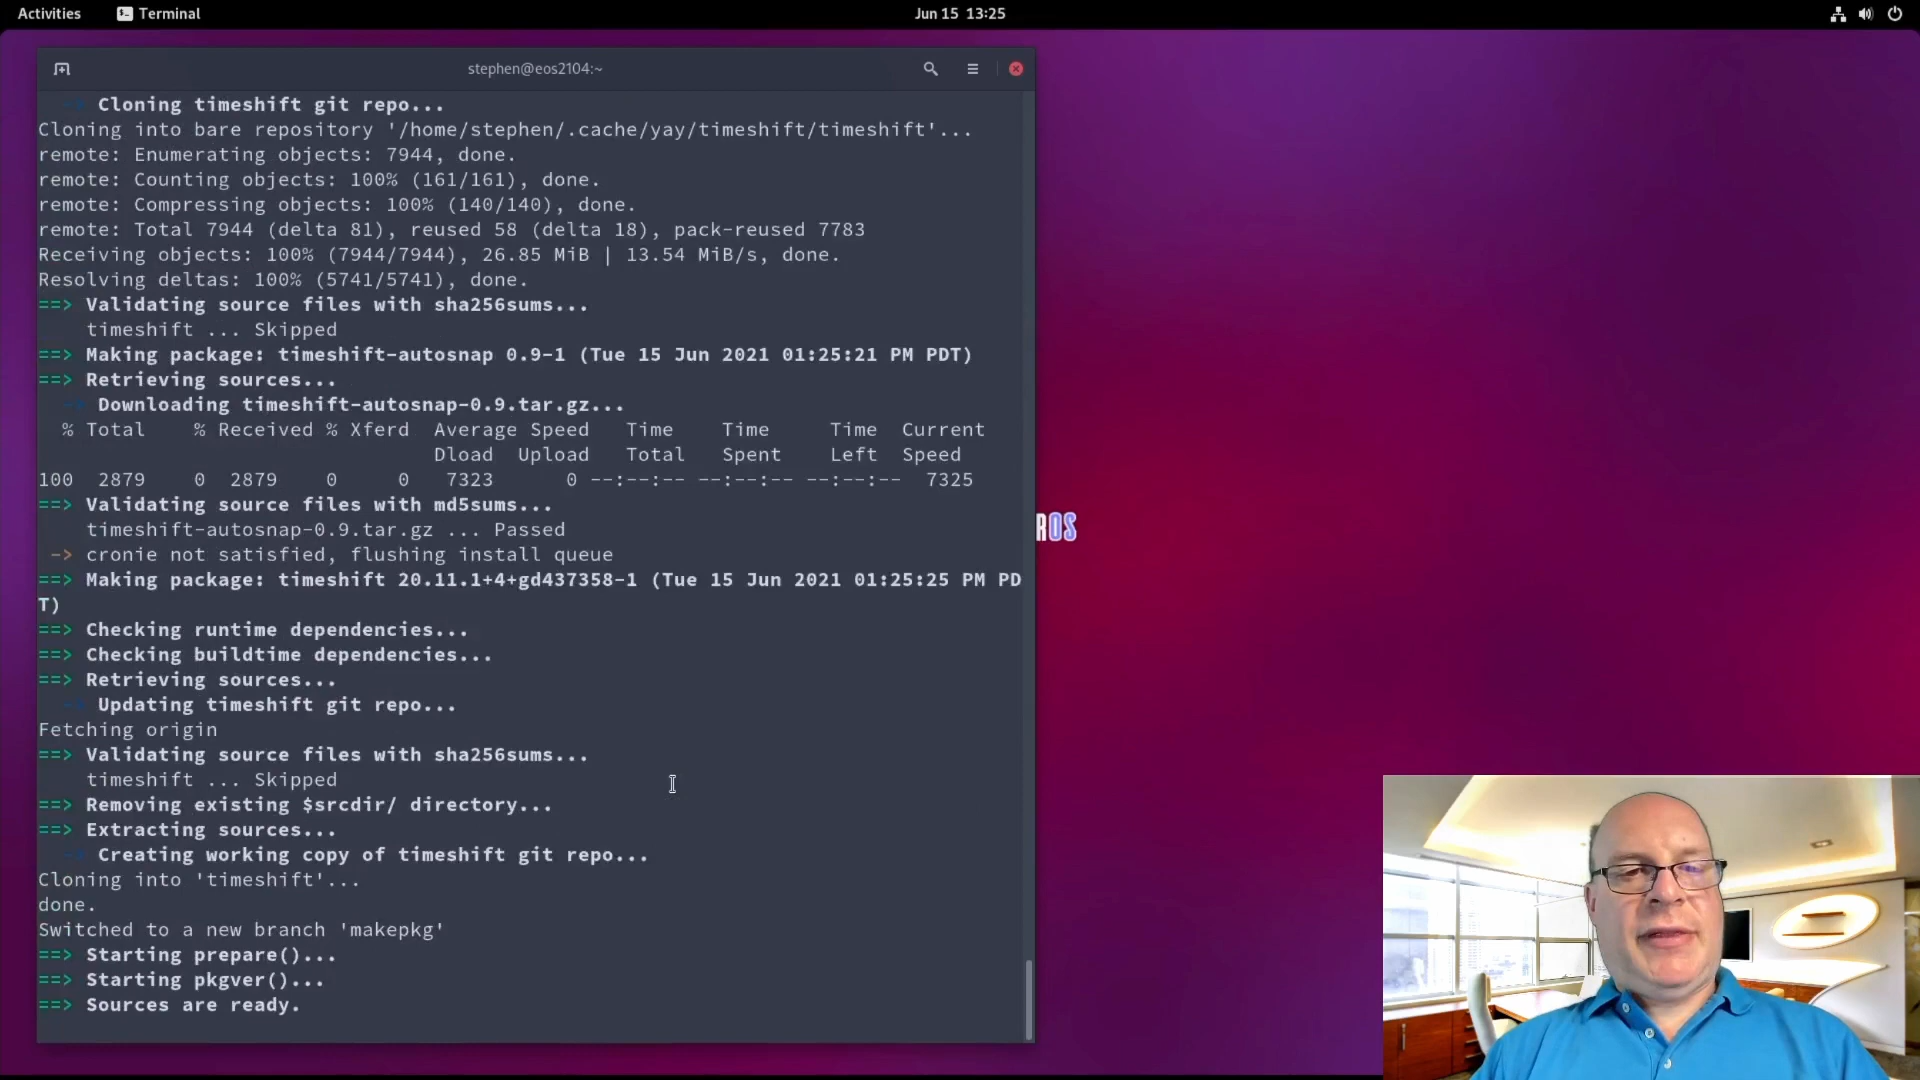 Activities
Terminal
Jun 15 13:25
stephen@eos2104:~
-> Cloning timeshift git repo...
Cloning into bare repository '/home/stephen/.cache/yay/timeshift/timeshift'...
remote: Enumerating objects: 7944, done.
remote: Counting objects: 100% (161/161), done.
remote: Compressing objects: 100% (140/140), done.
remote: Total 7944 (delta 81), reused 58 (delta 18), pack-reused 7783
Receiving objects: 100% (7944/7944), 26.85 MiB | 13.54 MiB/s, done.
Resolving deltas: 100% (5741/5741), done.
==> Validating source files with sha256sums...
timeshift ... Skipped
==> Making package: timeshift-autosnap 0.9-1 (Tue 15 Jun 2021 01:25:21 PM PDT)
==> Retrieving sources...
-> Downloading timeshift-autosnap-0.9.tar.gz...
% Total % Received % Xferd Average Speed Time Time Time Current
Dload Upload Total Spent Left Speed
100 2879 0 2879 0 0 7323 0 --:--:-- --:--:-- --:--:-- 7325
==> Validating source files with md5sums...
timeshift-autosnap-0.9.tar.gz ... Passed
-> cronie not satisfied, flushing install queue
==> Making package: timeshift 20.11.1+4+gd437358-1 (Tue 15 Jun 2021 01:25:25 PM PD
T)
==> Checking runtime dependencies...
==> Checking buildtime dependencies...
==> Retrieving sources...
-> Updating timeshift git repo...
Fetching origin
==> Validating source files with sha256sums...
timeshift ... Skipped
==> Removing existing $srcdir/ directory...
==> Extracting sources...
-> Creating working copy of timeshift git repo...
Cloning into 'timeshift'...
done.
Switched to a new branch 'makepkg'
==> Starting prepare()...
==> Starting pkgver()...
==> Sources are ready.
ROS